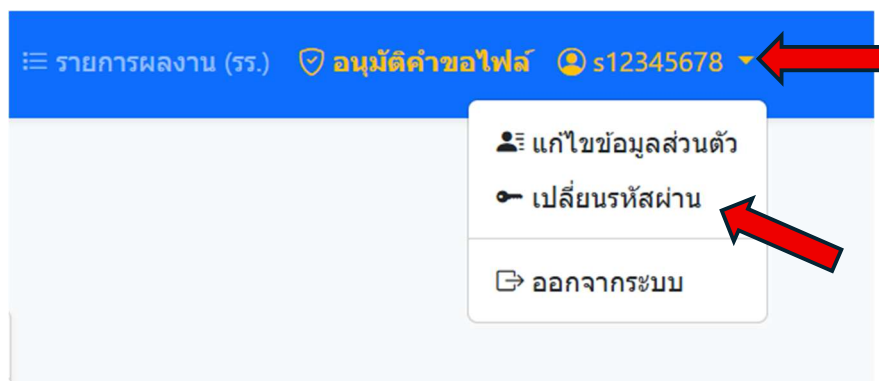 รายการผลงาน (รร.) อนุมัติคำขอไฟล์ s12345678
แก้ไขข้อมูลส่วนตัว
เปลี่ยนรหัสผ่าน
ออกจากระบบ